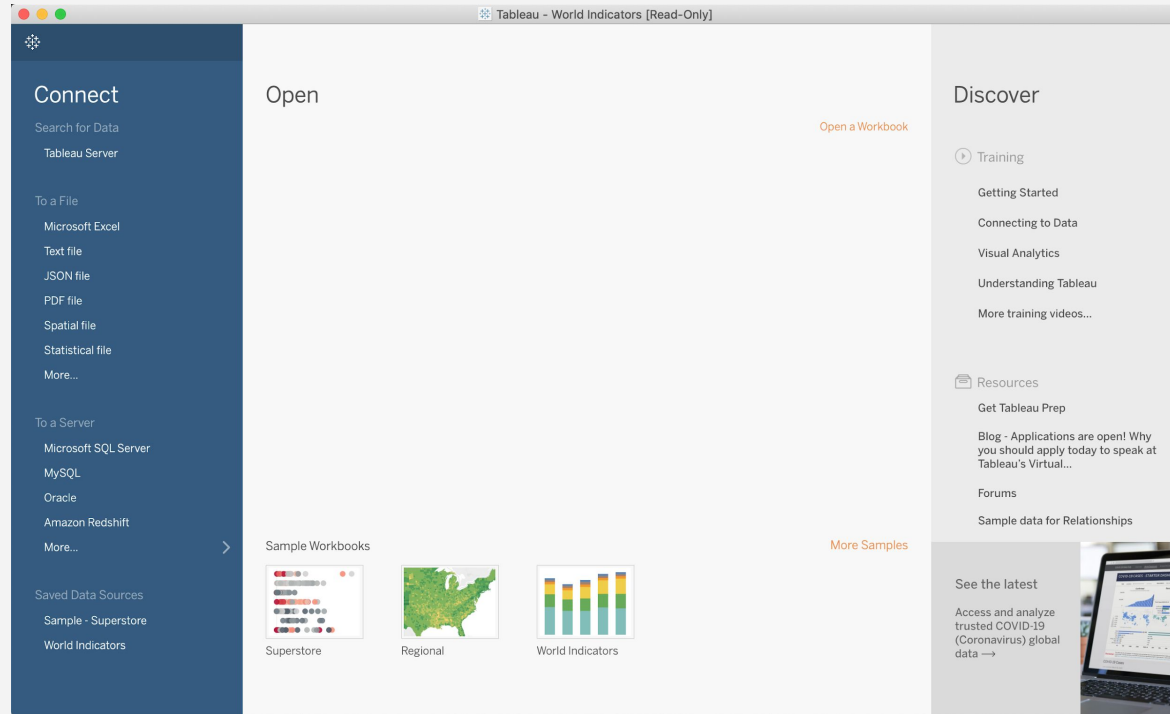 Tableau - World Indicators [Read-Only]
Connect
Search for Data
Tableau Server
To a File
Microsoft Excel
Text file
JSON file
PDF file
Spatial file
Statistical file
More...
To a Server
Microsoft SQL Server
MySQL
Oracle
Amazon Redshift
More...
Saved Data Sources
Sample - Superstore
World Indicators
Open
Open a Workbook
Sample Workbooks
More Samples
Superstore
Regional
World Indicators
Discover
Training
Getting Started
Connecting to Data
Visual Analytics
Understanding Tableau
More training videos...
Resources
Get Tableau Prep
Blog - Applications are open! Why
you should apply today to speak at
Tableau's Virtual...
Forums
Sample data for Relationships
See the latest
Access and analyze
trusted COVID-19
(Coronavirus) global
data →